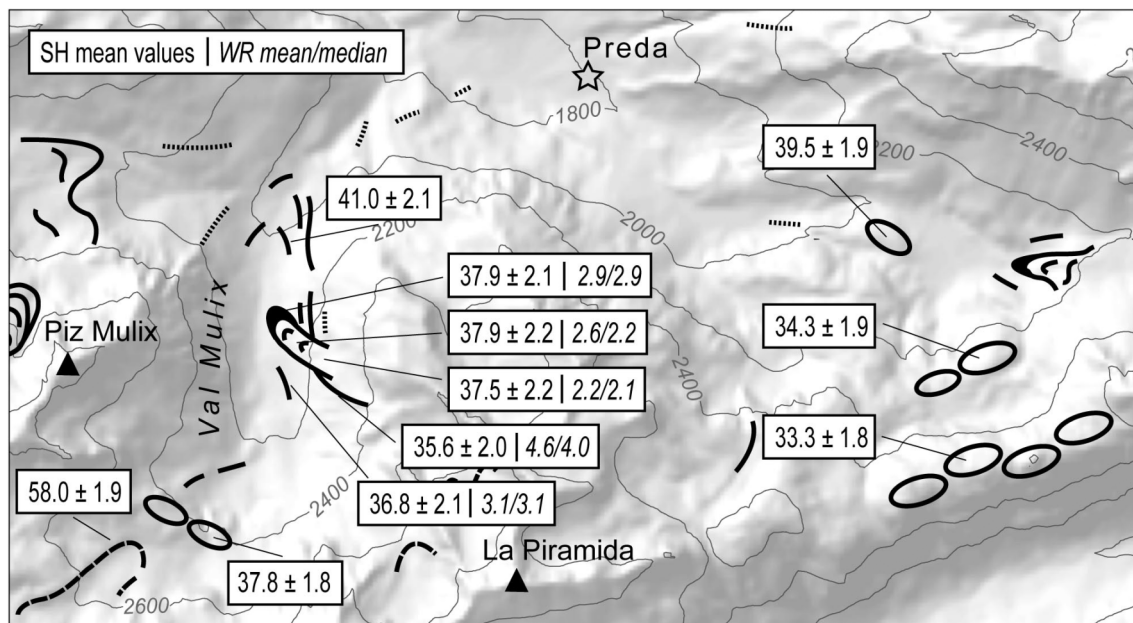 SH mean values | WR mean/median
Preda
1800
2400
2200
39.5 ± 1.9
41.0 ± 2.1
2200
2000
37.9 ± 2.1 | 2.9/2.9
Val Mulix
Piz Mulix
37.9 ± 2.2 | 2.6/2.2
34.3 ± 1.9
2400
37.5 ± 2.2 | 2.2/2.1
35.6 ± 2.0 | 4.6/4.0
33.3 ± 1.8
58.0 ± 1.9
2400
36.8 ± 2.1 | 3.1/3.1
La Piramida
37.8 ± 1.8
2600